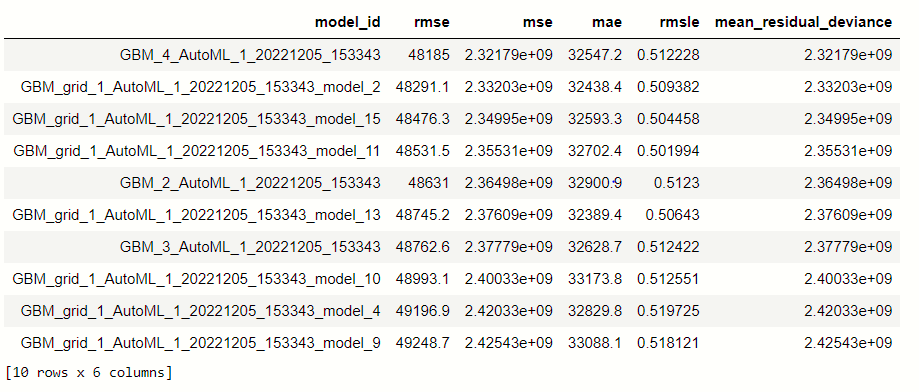 model_id rmse mse mae rmsle mean_residual_deviance
GBM_4_AutoML_1_20221205_153343 48185 2.32179e+09 32547.2 0.512228 2.32179e+09
GBM_grid_1_AutoML_1_20221205_153343_model_2 48291.1 2.33203e+09 32438.4 0.509382 2.33203e+09
GBM_grid_1_AutoML_1_20221205_153343_model_15 48476.3 2.34995e+09 32593.3 0.504458 2.34995e+09
GBM_grid_1_AutoML_1_20221205_153343_model_11 48531.5 2.35531e+09 32702.4 0.501994 2.35531e+09
GBM_2_AutoML_1_20221205_153343 48631 2.36498e+09 32900.9 0.5123 2.36498e+09
GBM_grid_1_AutoML_1_20221205_153343_model_13 48745.2 2.37609e+09 32389.4 0.50643 2.37609e+09
GBM_3_AutoML_1_20221205_153343 48762.6 2.37779e+09 32628.7 0.512422 2.37779e+09
GBM_grid_1_AutoML_1_20221205_153343_model_10 48993.1 2.40033e+09 33173.8 0.512551 2.40033e+09
GBM_grid_1_AutoML_1_20221205_153343_model_4 49196.9 2.42033e+09 32829.8 0.519725 2.42033e+09
GBM_grid_1_AutoML_1_20221205_153343_model_9 49248.7 2.42543e+09 33088.1 0.518121 2.42543e+09
[10 rows x 6 columns]